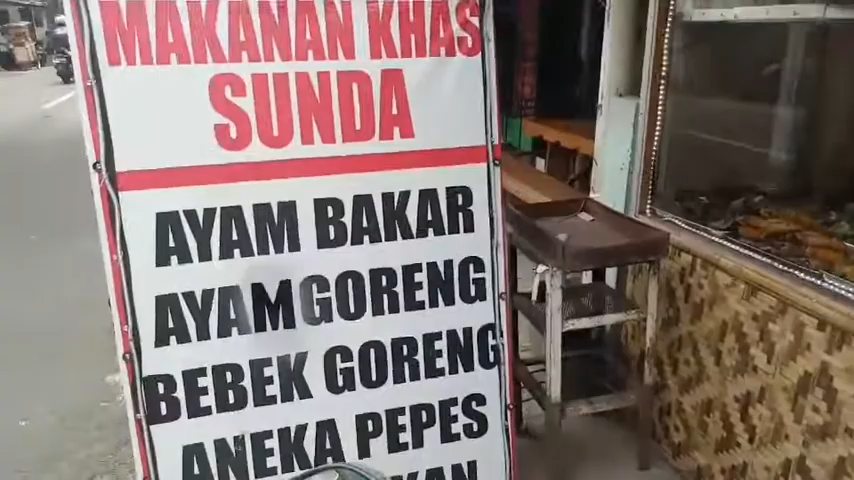 MAKANAN KHAS
SUNDA
AYAM BAKAR
AYAM GORENG
BEBEK GORENG
ANEKA PEPES